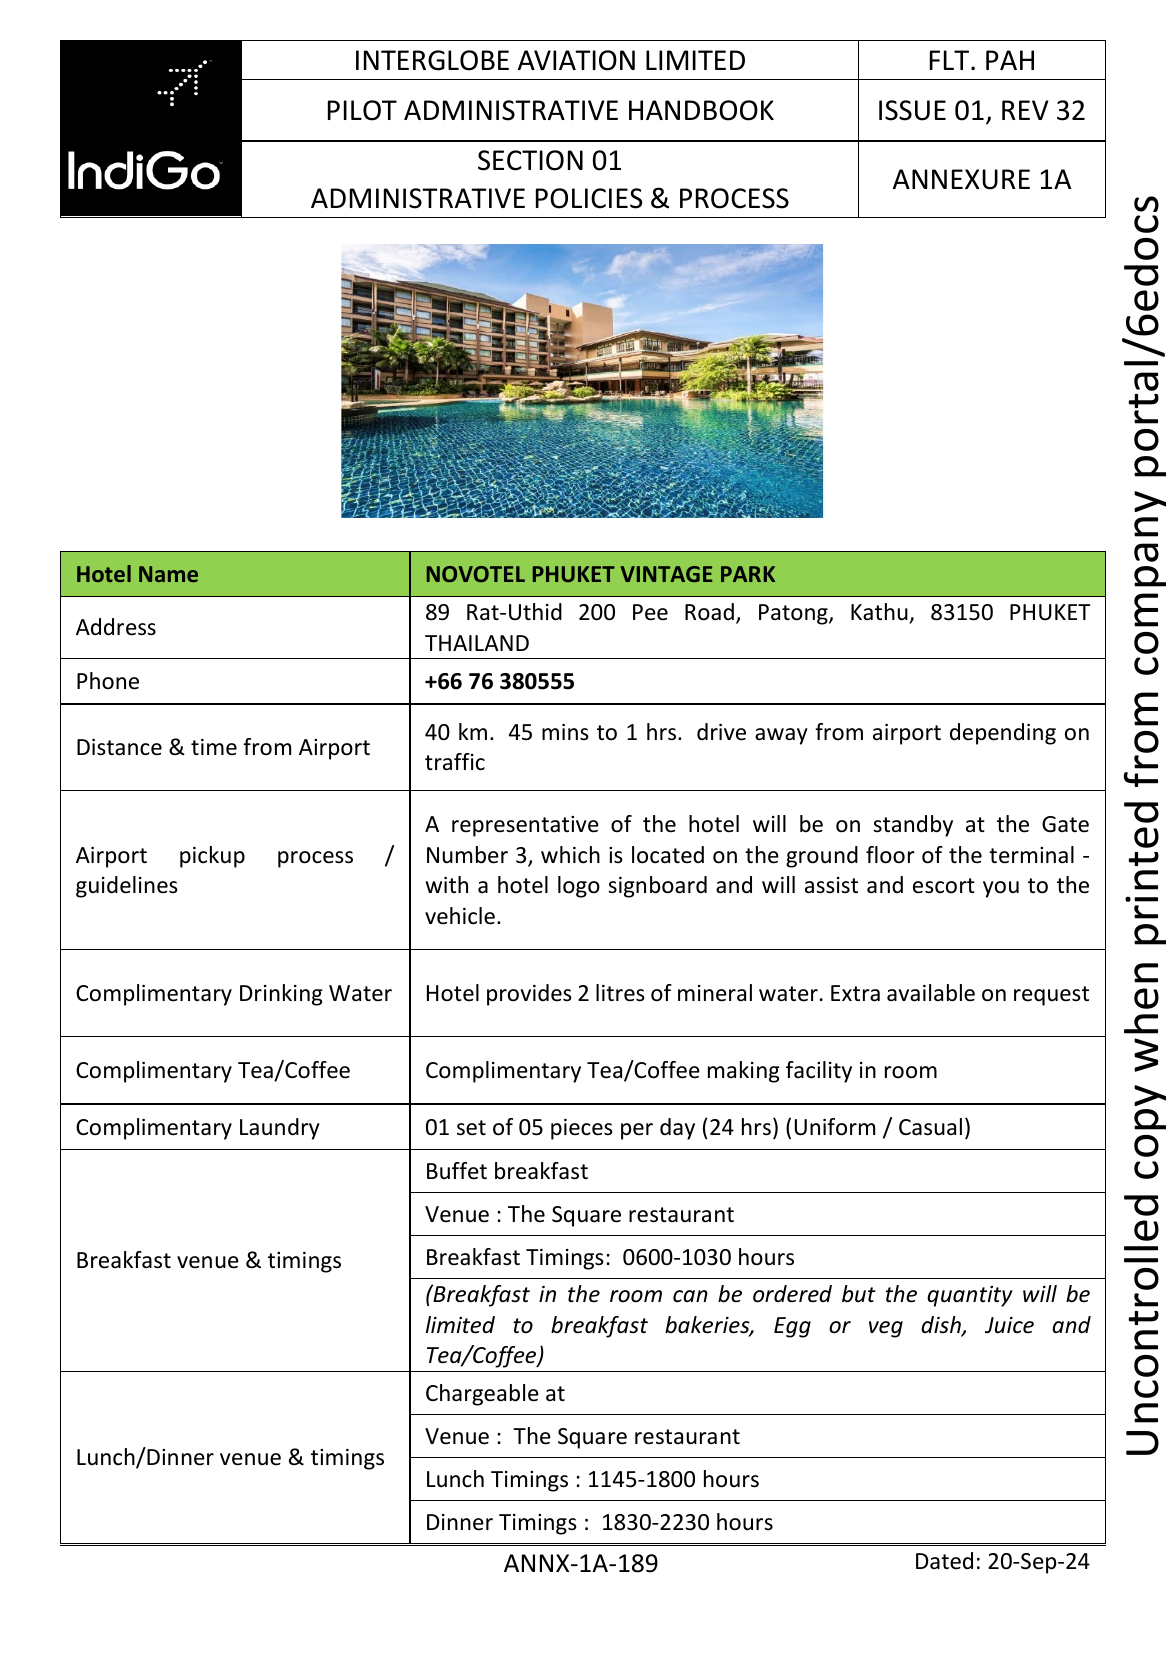 IndiGo
INTERGLOBE AVIATION LIMITED
FLT. PAH
PILOT ADMINISTRATIVE HANDBOOK
ISSUE 01, REV 32
SECTION 01
ADMINISTRATIVE POLICIES & PROCESS
ANNEXURE 1A
Hotel Name
NOVOTEL PHUKET VINTAGE PARK
Address
89 Rat-Uthid 200 Pee Road, Patong, Kathu, 83150 PHUKET
THAILAND
Phone
+66 76 380555
Distance & time from Airport
40 km. 45 mins to 1 hrs. drive away from airport depending on
traffic
Airport pickup process /
guidelines
A representative of the hotel will be on standby at the Gate
Number 3, which is located on the ground floor of the terminal -
with a hotel logo signboard and will assist and escort you to the
vehicle.
Complimentary Drinking Water
Hotel provides 2 litres of mineral water. Extra available on request
Complimentary Tea/Coffee
Complimentary Tea/Coffee making facility in room
Complimentary Laundry
01 set of 05 pieces per day (24 hrs) (Uniform / Casual)
Breakfast venue & timings
Buffet breakfast
Venue : The Square restaurant
Breakfast Timings: 0600-1030 hours
(Breakfast in the room can be ordered but the quantity will be
limited to breakfast bakeries, Egg or veg dish, Juice and
Tea/Coffee)
Lunch/Dinner venue & timings
Chargeable at
Venue : The Square restaurant
Lunch Timings : 1145-1800 hours
Dinner Timings : 1830-2230 hours
ANNX-1A-189
Dated: 20-Sep-24
Uncontrolled copy when printed from company portal/6edocs